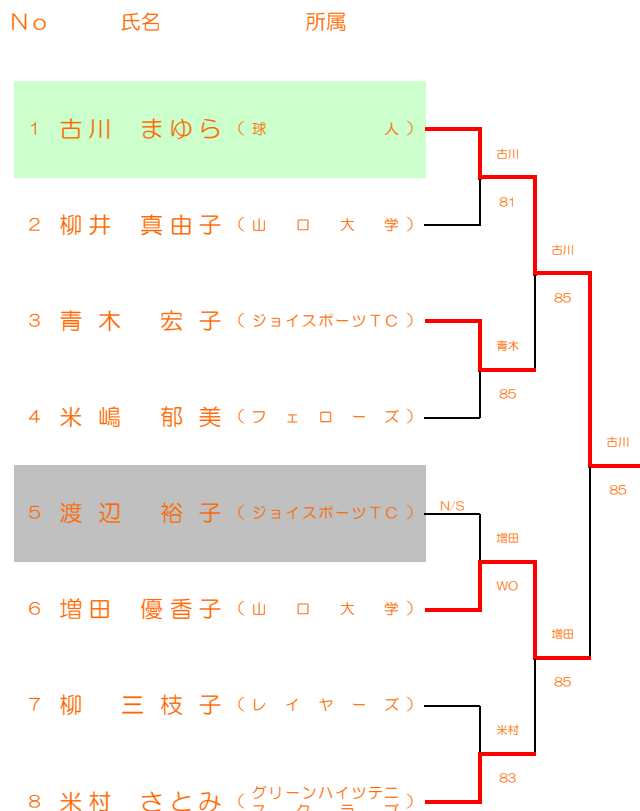 No 氏名 所属
1 古川 まゆら (球 人)
古川
81
2 柳井 真由子 (山口大学)
古川
85
3 青木 宏子 (ジョイスポーツTC)
青木
85
4 米嶋 郁美 (フェローズ)
古川
85
5 渡辺 裕子 (ジョイスポーツTC)
N/S
増田
WO
6 増田 優香子 (山口大学)
増田
85
7 柳 三枝子 (レイヤーズ)
米村
83
8 米村 さとみ (グリーンハイツテニ
スクラブ)